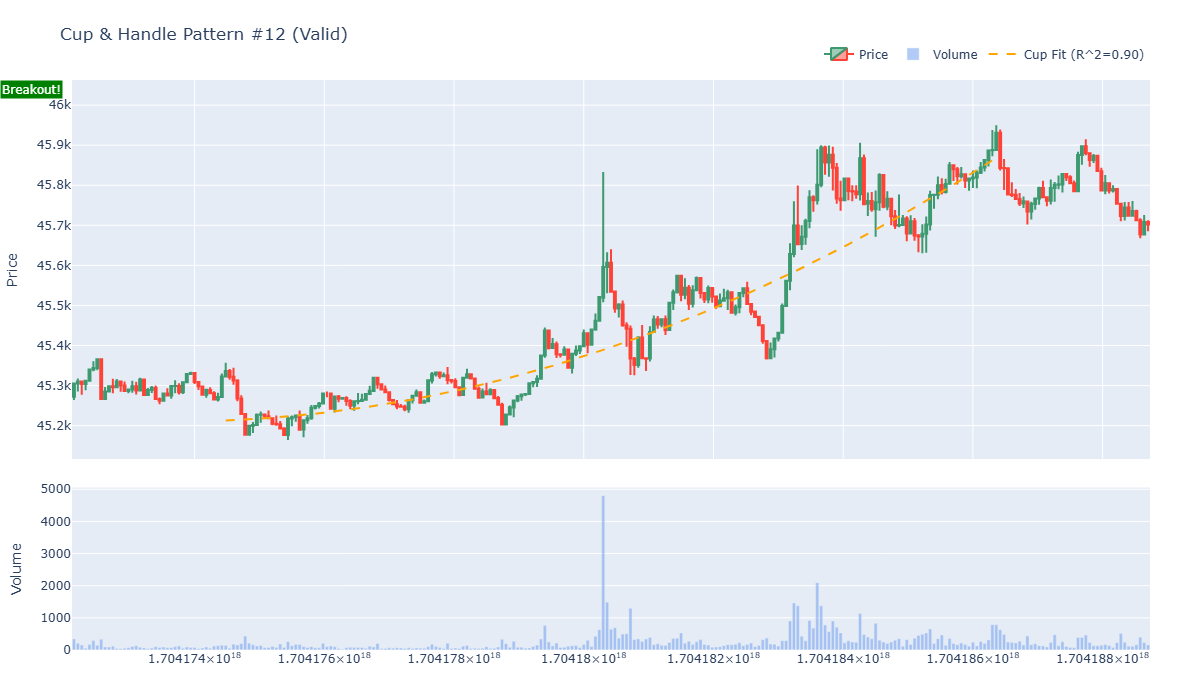 Cup & Handle Pattern #12 (Valid)
Price
Volume
Cup Fit (R^2=0.90)
Breakout!
46k
45.9k
45.8k
45.7k
45.6k
45.5k
45.4k
45.3k
45.2k
Price
5000
4000
3000
2000
1000
0
Volume
1.704174×10¹⁸
1.704176×10¹⁸
1.704178×10¹⁸
1.70418×10¹⁸
1.704182×10¹⁸
1.704184×10¹⁸
1.704186×10¹⁸
1.704188×10¹⁸